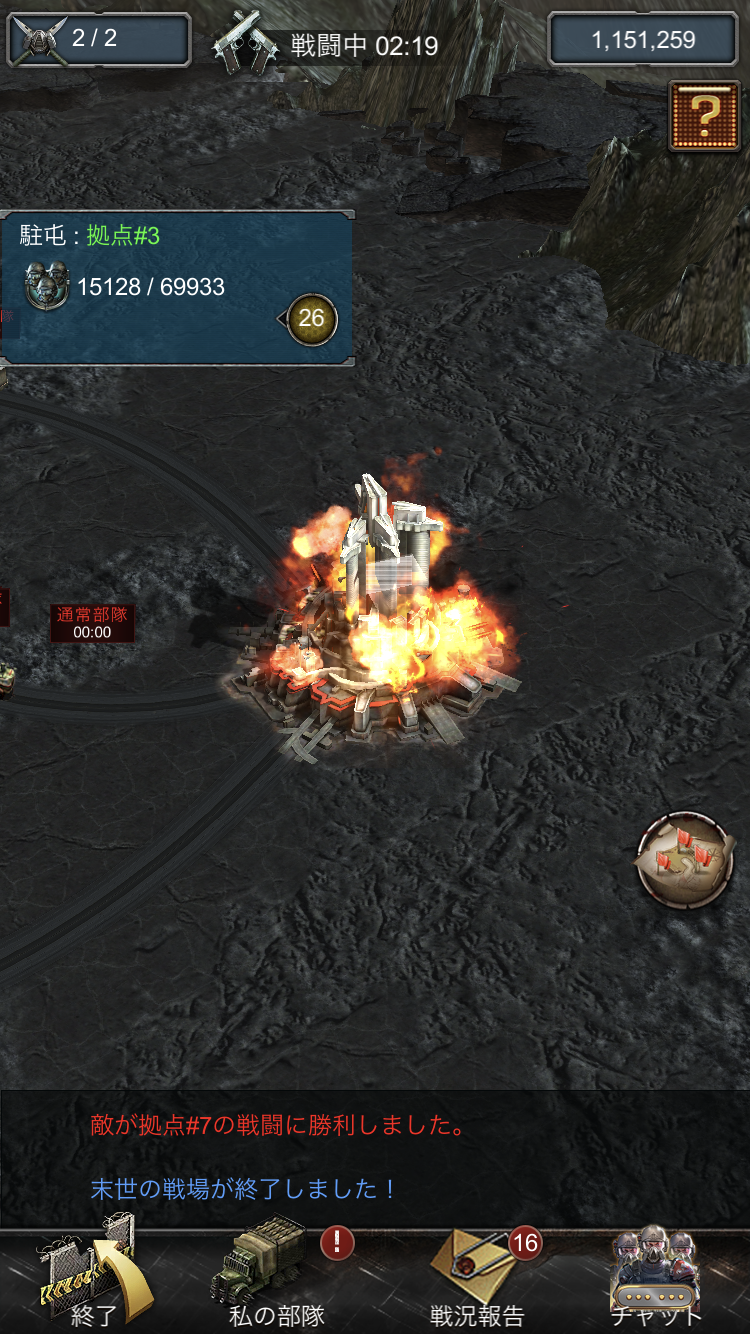 2 / 2
戦闘中 02:19
1,151,259
?
駐屯 : 拠点#3
15128 / 69933
26
隊
通常部隊
00:00
敵が拠点#7の戦闘に勝利しました。
末世の戦場が終了しました！
!
16
終了
私の部隊
戦況報告
チャット